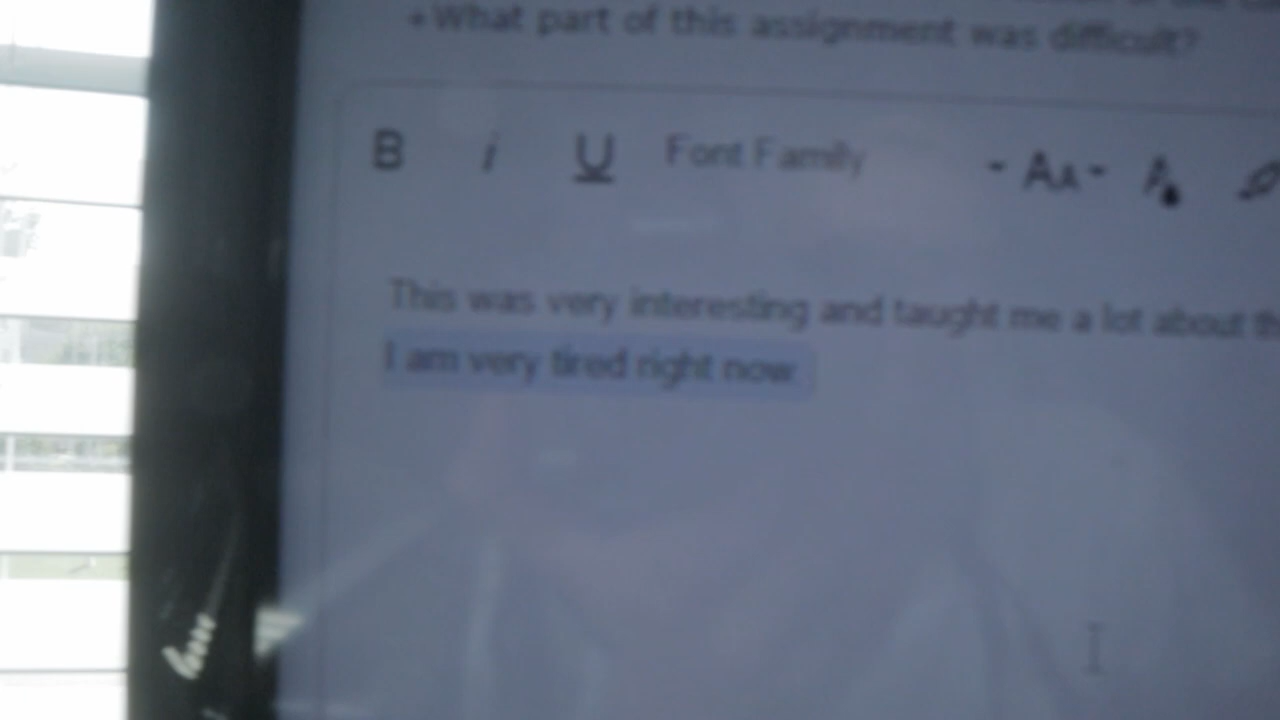 +What part of this assignment was difficult?
B i U Font Family - AA - A
This was very interesting and taught me a lot about
I am very tired right now